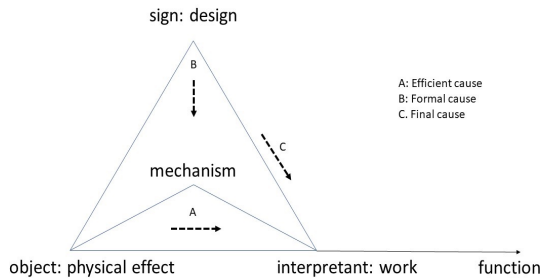 sign: design
B
A: Efficient cause
B: Formal cause
C. Final cause
C
mechanism
A
object: physical effect
interpretant: work
function